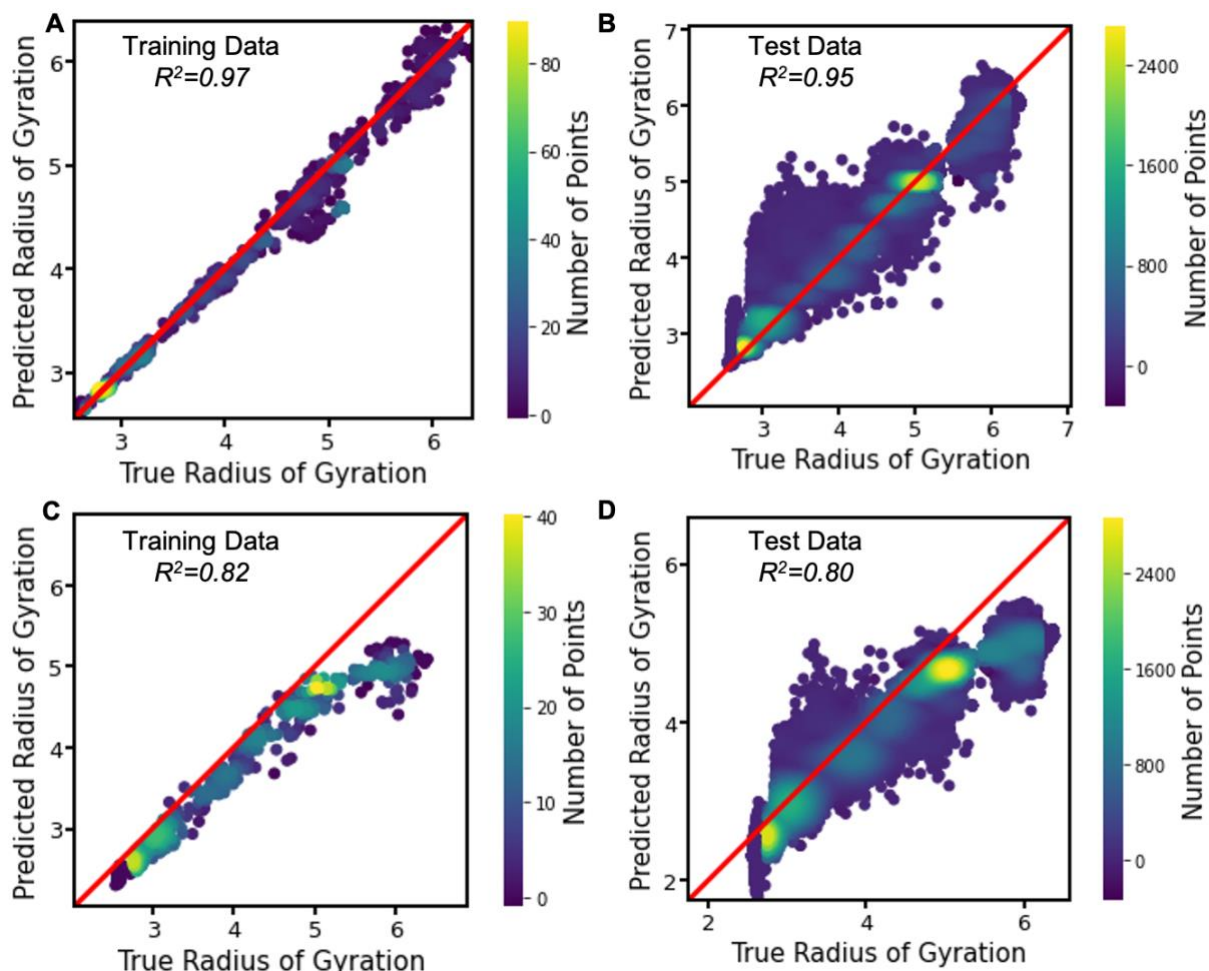 A
Training Data
R²=0.97
Predicted Radius of Gyration
6
5
4
3
3 4 5 6
True Radius of Gyration
80
60
40
20
0
Number of Points
B
Test Data
R²=0.95
Predicted Radius of Gyration
7
6
5
4
3
3 4 5 6 7
True Radius of Gyration
2400
1600
800
0
Number of Points
C
Training Data
R²=0.82
Predicted Radius of Gyration
6
5
4
3
3 4 5 6
True Radius of Gyration
40
30
20
10
0
Number of Points
D
Test Data
R²=0.80
Predicted Radius of Gyration
6
4
2
2 4 6
True Radius of Gyration
2400
1600
800
0
Number of Points